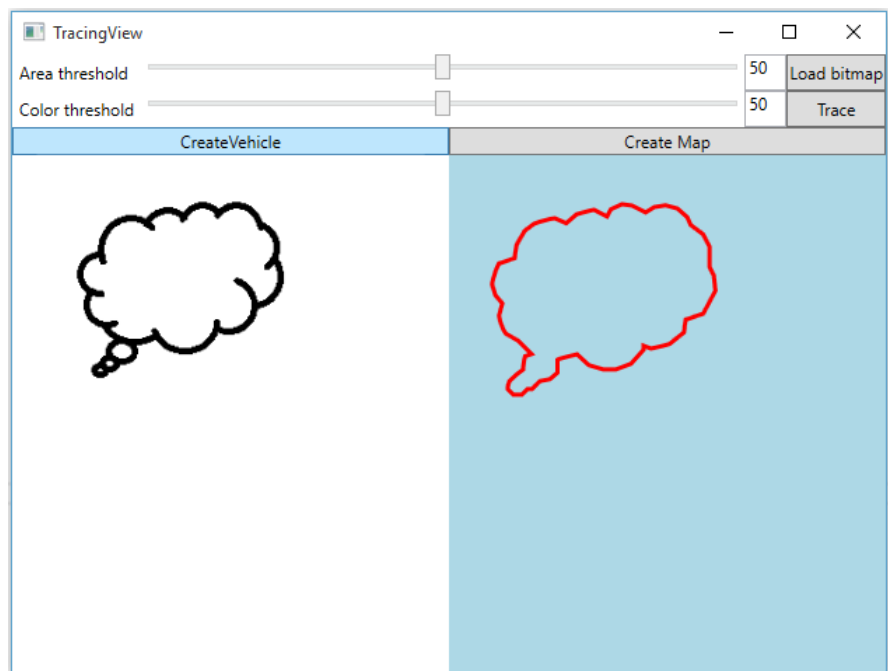 TracingView
Area threshold 50 Load bitmap
Color threshold 50 Trace
CreateVehicle Create Map